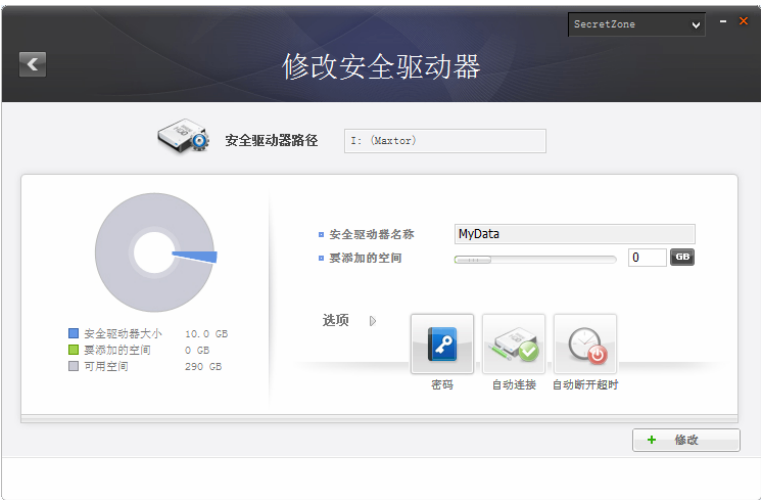 SecretZone
修改安全驱动器
安全驱动器路径 I: (Maxtor)
安全驱动器名称 MyData
要添加的空间 0 GB
选项
安全驱动器大小 10.0 GB
要添加的空间 0 GB
可用空间 290 GB
密码 自动连接 自动断开超时
+ 修改